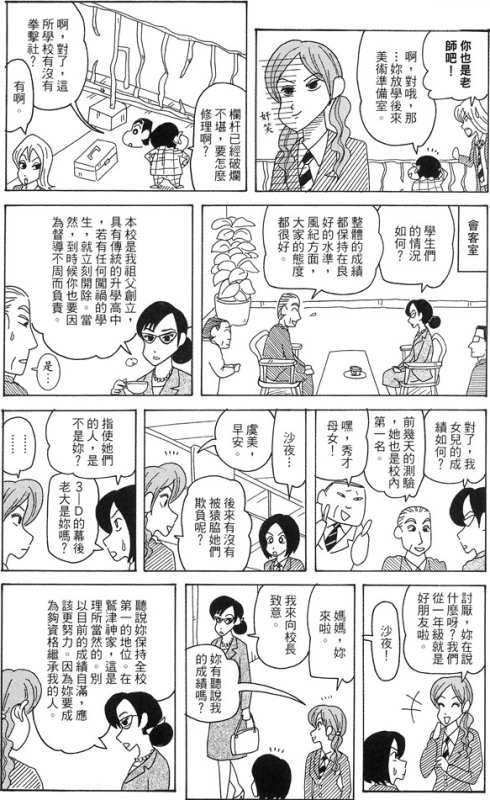 你也是老
師吧！
啊，對哦，那
…妳放學後來
美術準備室。
奸笑
欄杆已經破爛
不堪，要怎麼
修理啊？
啊，對了，這
所學校有沒有
拳擊社？
有啊。
會客室
學生們
的情況
如何？
整體的成績
都保持在良
好的水準，
風紀方面，
大家的態度
都很好。
本校是我祖父創立，
具有傳統的升學高中
，若有任何闖禍的學
生，就立刻開除。當
然，到時候你也要因
為督導不周而負責。
是…
對了，我
女兒的成
績如何？
前幾天的測驗
，她也是校內
第一名。
嘿，秀才
母女！
沙夜…
虞美，
早安。
後來有沒有
被猿脇她們
欺負呢？
指使她們
的人，是
不是妳？
3－D的幕後
老大是妳嗎？
……
討厭，妳在說
什麼呀？我們
從一年級就是
好朋友啦。
沙夜！
媽媽，妳
來啦。
我來向校長
致意。
妳有聽說我
的成績嗎？
聽說妳保持全校
第一的地位。在
鷲津神家，這是
理所當然的。別
以目前的成績自滿，應
該更努力。因為妳要成
為夠資格繼承我的人。